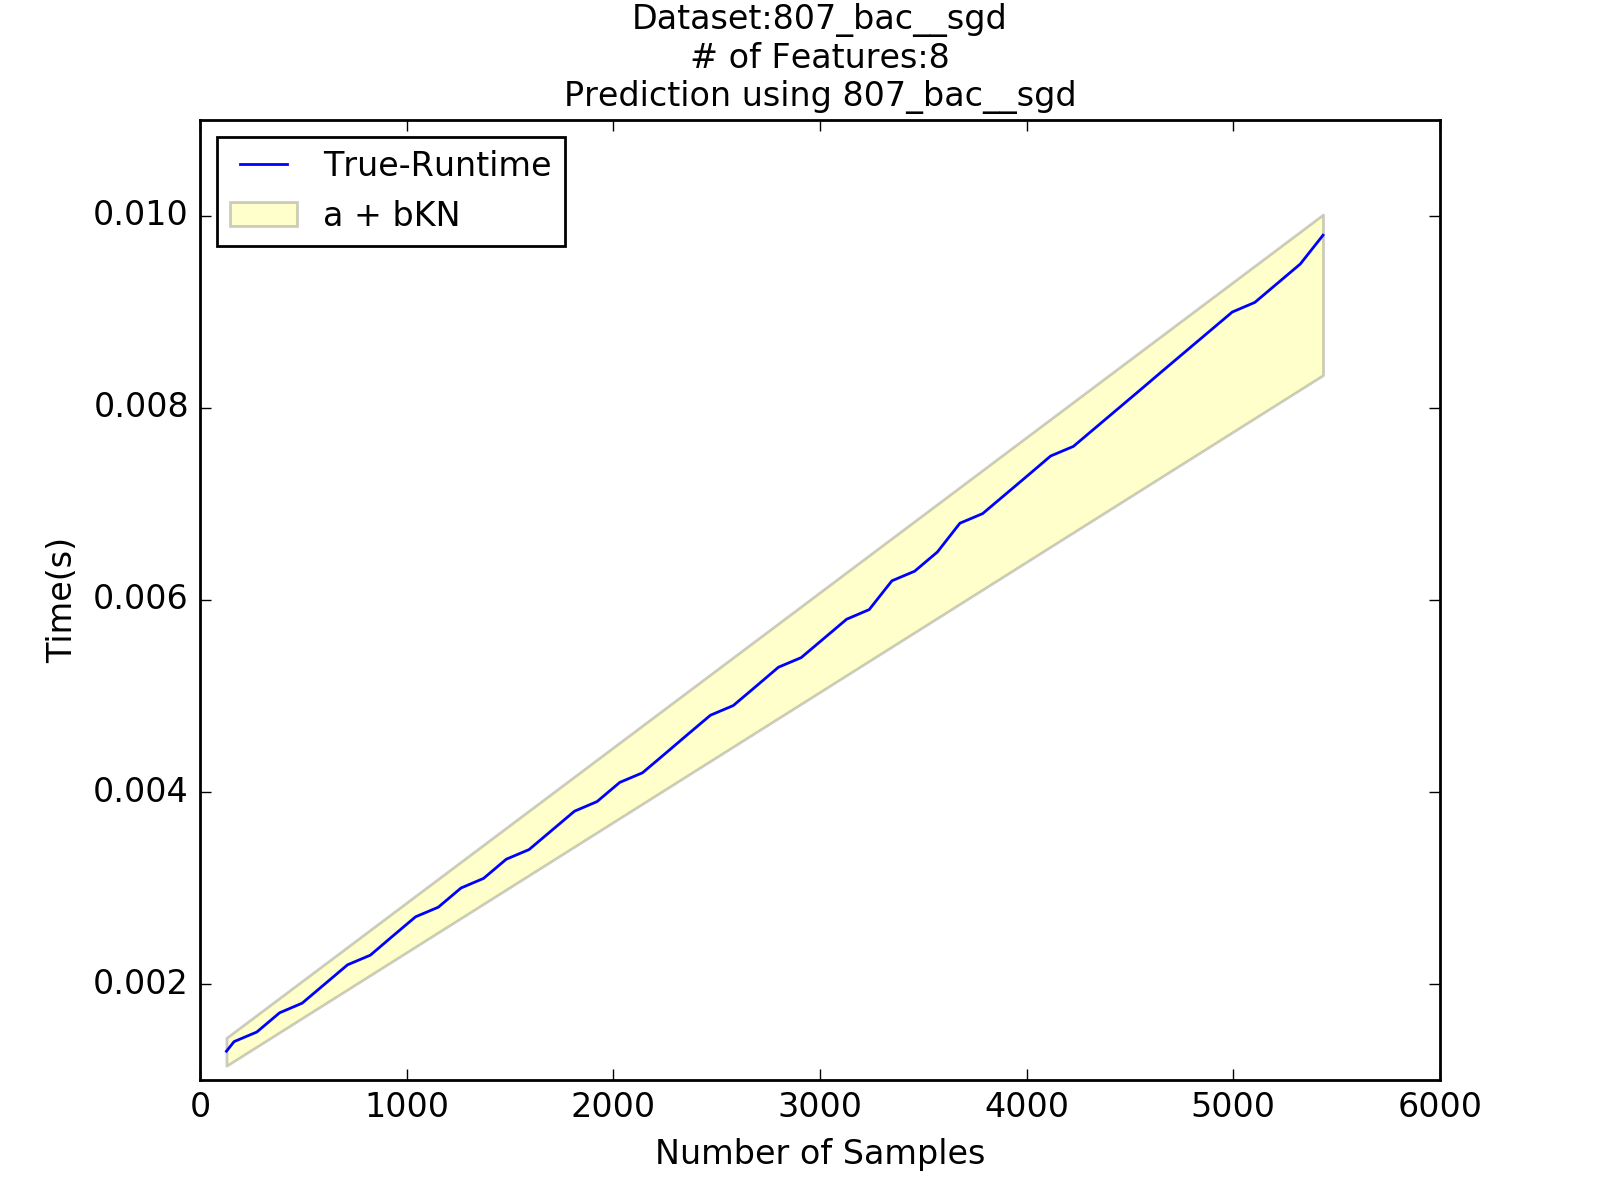 Dataset:807_bac__sgd
# of Features:8
Prediction using 807_bac__sgd
True-Runtime
a + bKN
0.010
0.008
0.006
0.004
0.002
Time(s)
0 1000 2000 3000 4000 5000 6000
Number of Samples